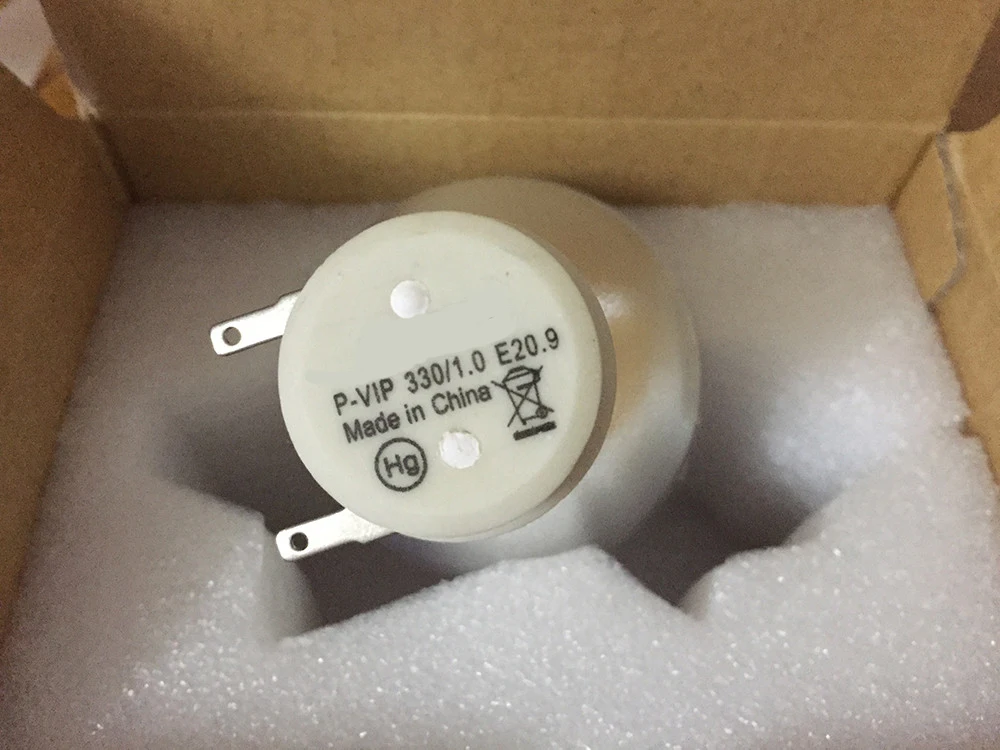 P-VIP 330/1.0 E20.9
Made in China
Hg